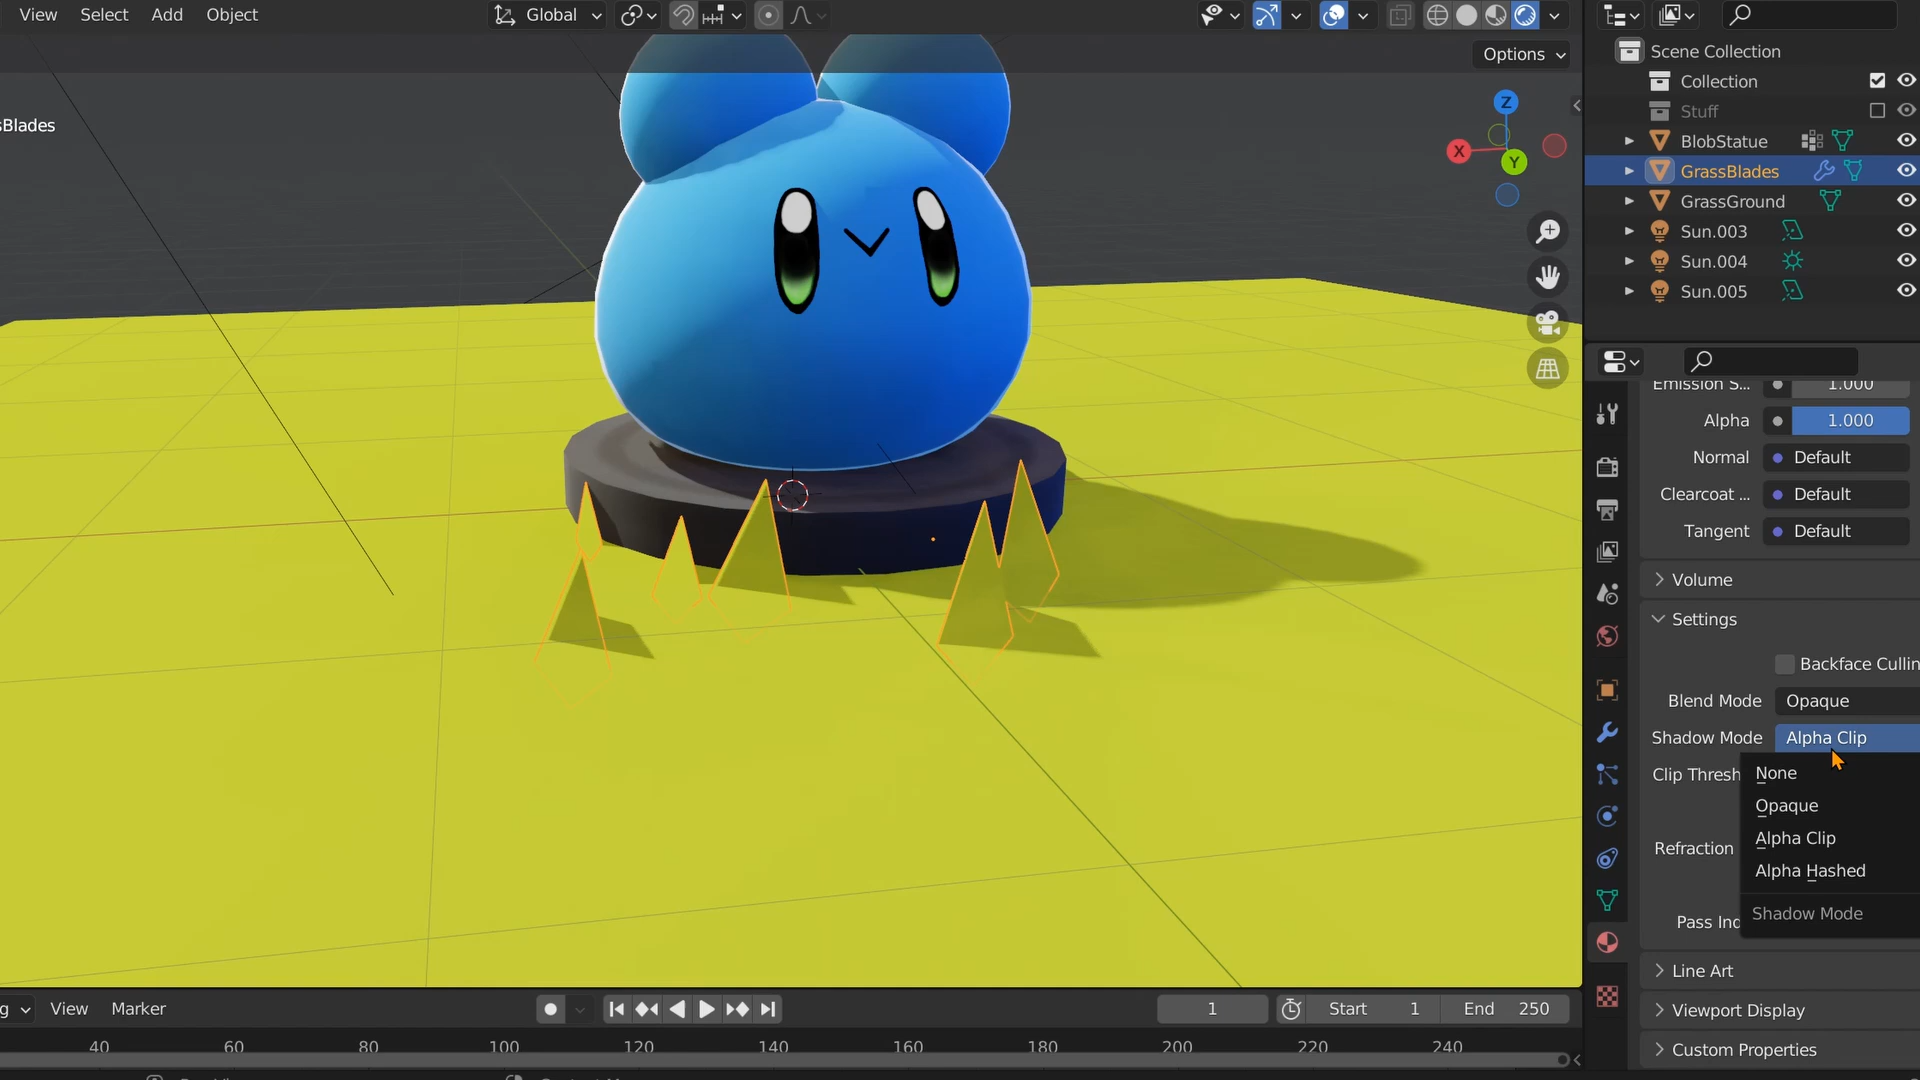 View Select Add Object Global
Options
sBlades
Z
X
Y
Scene Collection
Collection
Stuff
BlobStatue
GrassBlades
GrassGround
Sun.003
Sun.004
Sun.005
Emission S... 1.000
Alpha 1.000
Normal Default
Clearcoat ... Default
Tangent Default
Volume
Settings
Backface Cullin
Blend Mode Opaque
Shadow Mode Alpha Clip
Clip Thresh
None
Opaque
Alpha Clip
Refraction
Alpha Hashed
Shadow Mode
Pass Ind
Line Art
Viewport Display
Custom Properties
g View Marker 1 Start 1 End 250
40 60 80 100 120 140 160 180 200 220 240